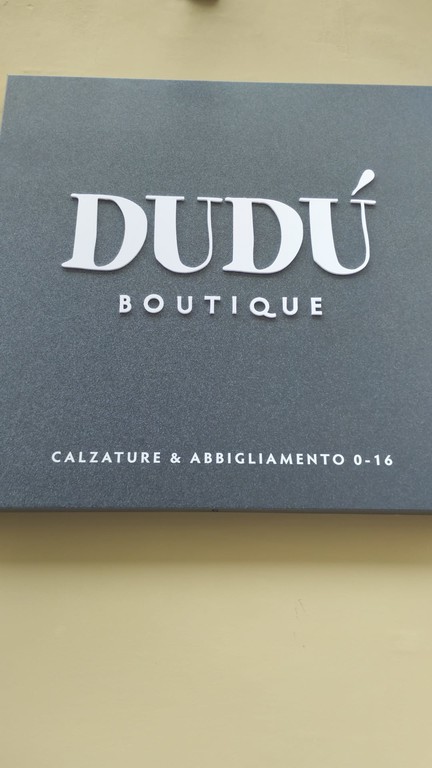 DUDÚ
BOUTIQUE
CALZATURE & ABBIGLIAMENTO 0-16